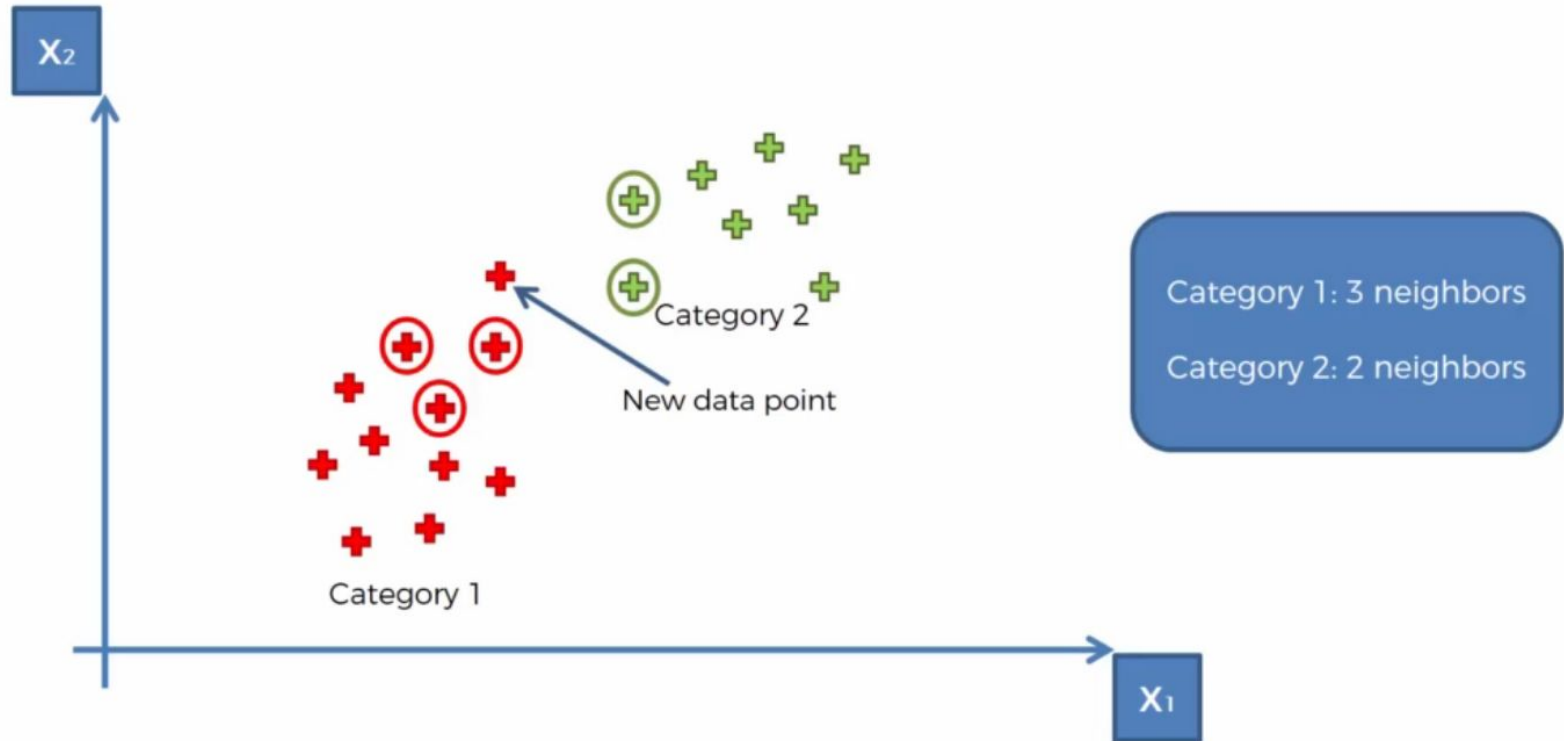 X2
Category 1: 3 neighbors
Category 2
Category 2: 2 neighbors
New data point
Category 1
X1